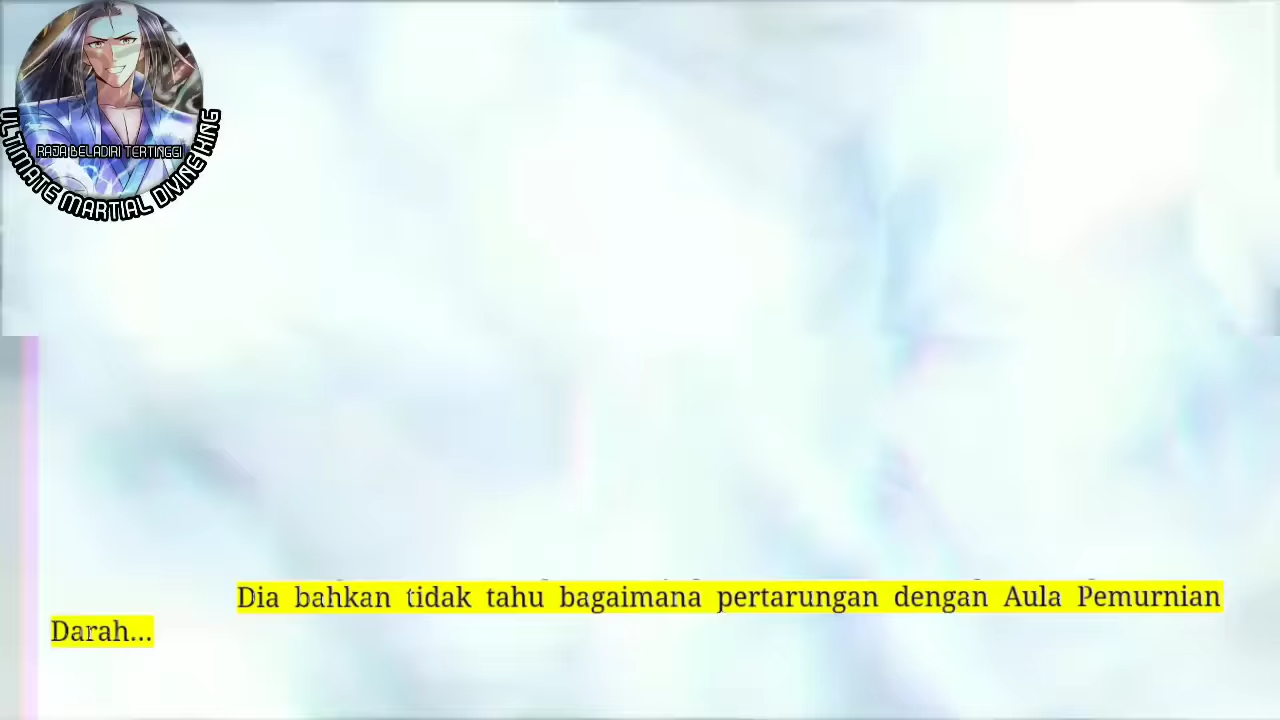 RAJA BELADIRI TERTINGGI
ULTIMATE MARTIAL DIVINE KING
Dia bahkan tidak tahu bagaimana pertarungan dengan Aula Pemurnian
Darah...